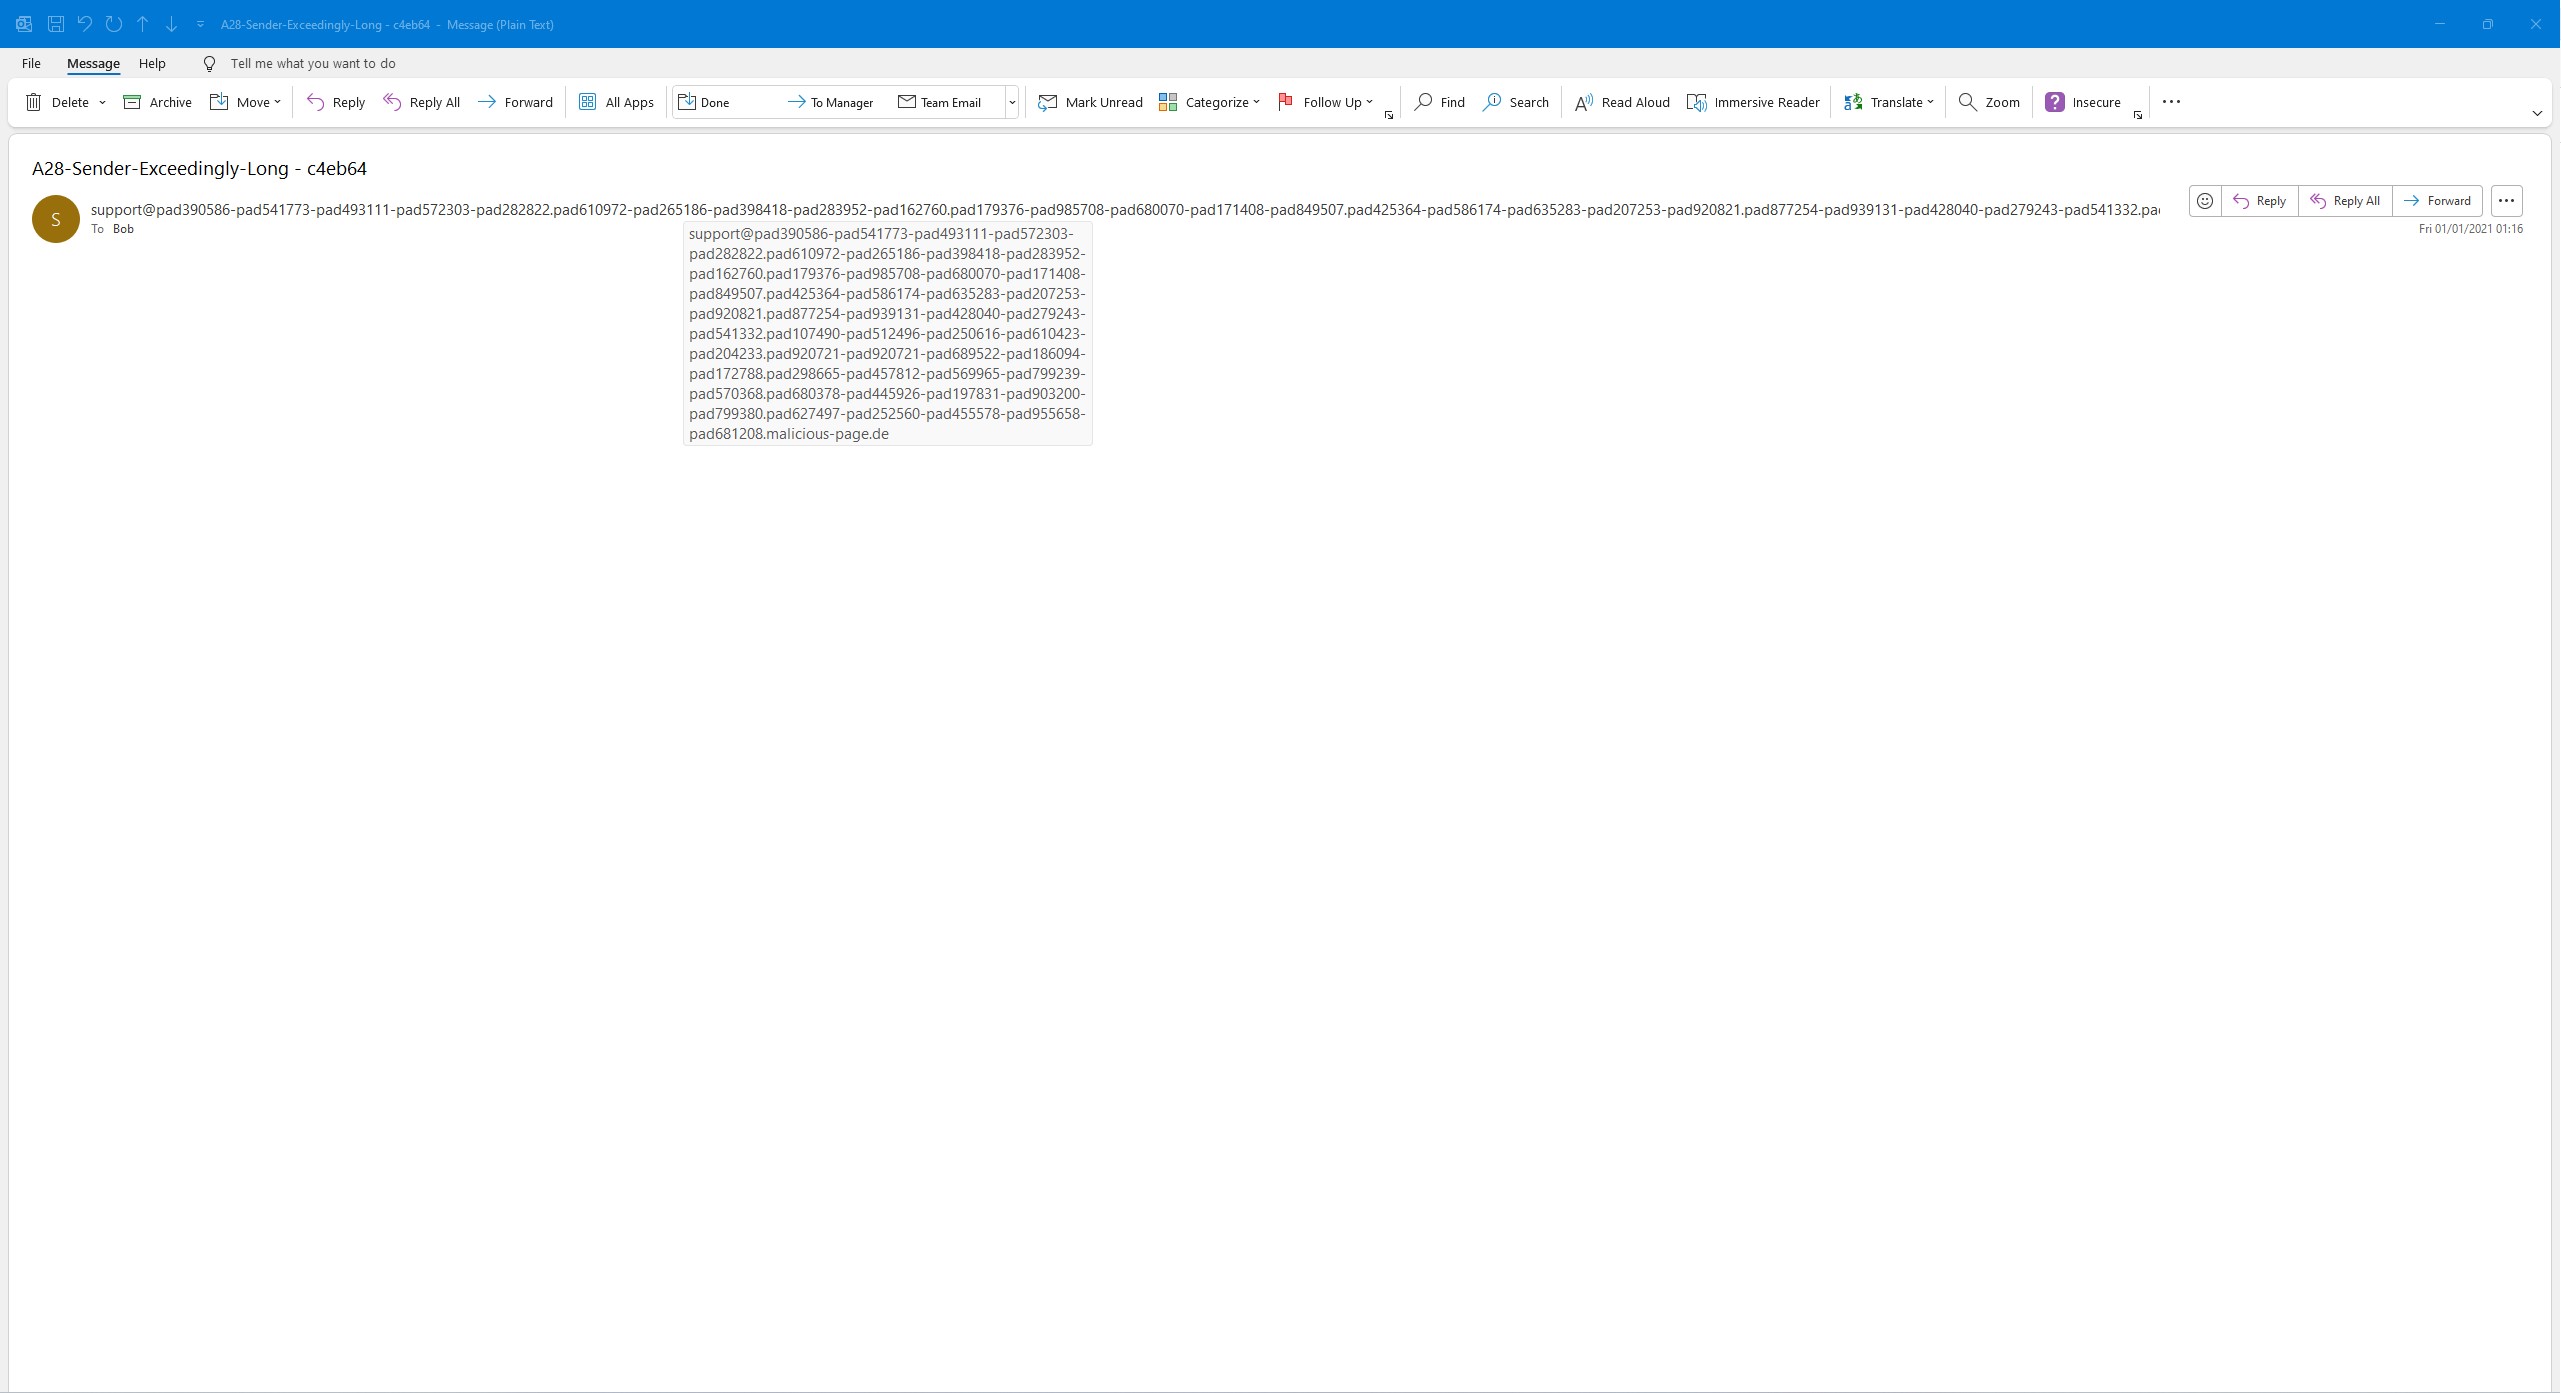 A28-Sender-Exceedingly-Long - c4eb64 - Message (Plain Text)
File Message Help Tell me what you want to do
Delete Archive Move Reply Reply All Forward All Apps Done To Manager Team Email Mark Unread Categorize Follow Up Find Search Read Aloud Immersive Reader Translate Zoom Insecure
A28-Sender-Exceedingly-Long - c4eb64
support@pad390586-pad541773-pad493111-pad572303-pad282822.pad610972-pad265186-pad398418-pad283952-pad162760.pad179376-pad985708-pad680070-pad171408-pad849507.pad425364-pad586174-pad635283-pad207253-pad920821.pad877254-pad939131-pad428040-pad279243-pad541332.pad
Reply Reply All Forward
S
To Bob
Fri 01/01/2021 01:16
support@pad390586-pad541773-pad493111-pad572303-
pad282822.pad610972-pad265186-pad398418-pad283952-
pad162760.pad179376-pad985708-pad680070-pad171408-
pad849507.pad425364-pad586174-pad635283-pad207253-
pad920821.pad877254-pad939131-pad428040-pad279243-
pad541332.pad107490-pad512496-pad250616-pad610423-
pad204233.pad920721-pad920721-pad689522-pad186094-
pad172788.pad298665-pad457812-pad569965-pad799239-
pad570368.pad680378-pad445926-pad197831-pad903200-
pad799380.pad627497-pad252560-pad455578-pad955658-
pad681208.malicious-page.de